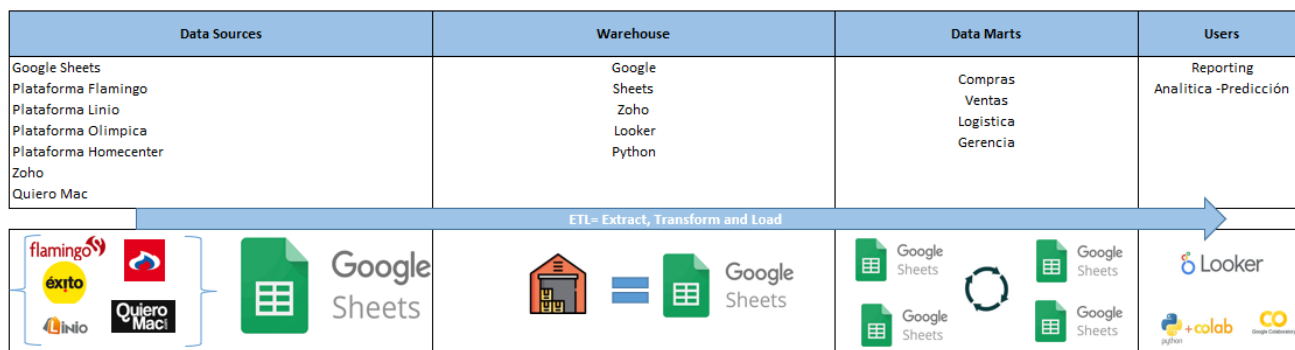 Data Sources
Warehouse
Data Marts
Users
Google Sheets
Plataforma Flamingo
Plataforma Linio
Plataforma Olimpica
Plataforma Homecenter
Zoho
Quiero Mac
Google
Sheets
Zoho
Looker
Python
Compras
Ventas
Logistica
Gerencia
Reporting
Analitica -Predicción
ETL= Extract, Transform and Load
flamingo
éxito
Linio
Quiero
Mac
Google
Sheets
Google
Sheets
Google
Sheets
Google
Sheets
Google
Sheets
Google
Sheets
Looker
python
+colab
CO
Google Colaboratory